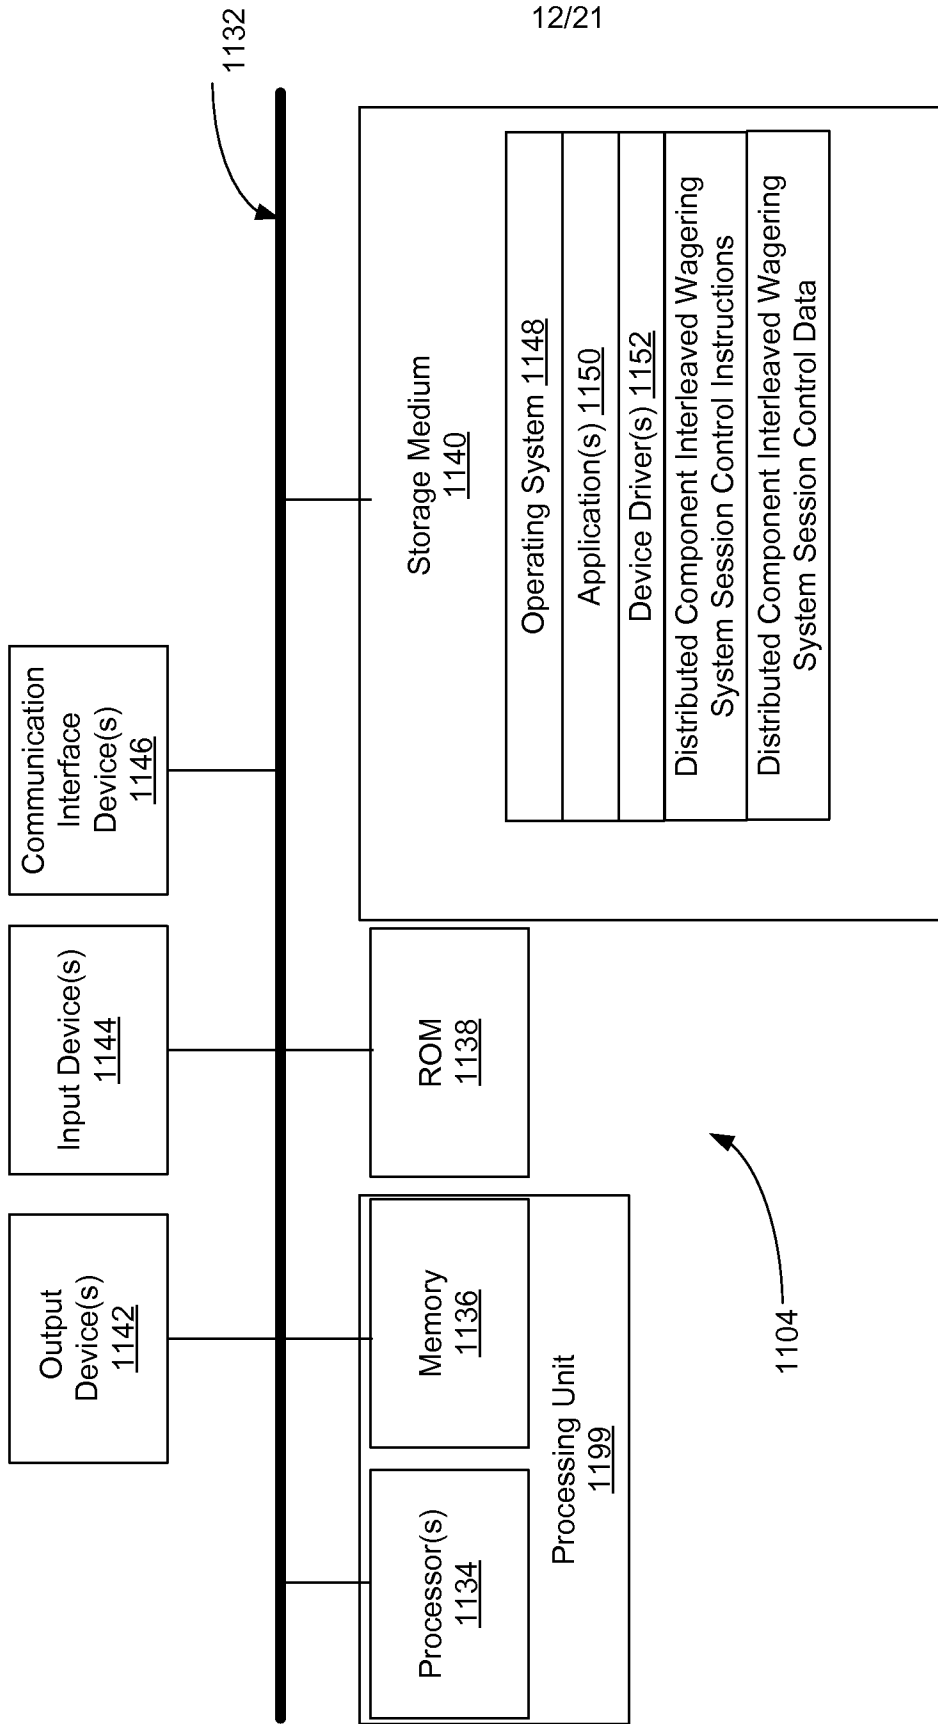 12/21
Output
Device(s)
1142
Input Device(s)
1144
Communication
Interface
Device(s)
1146
1132
Processor(s)
1134
Memory
1136
Processing Unit
1199
ROM
1138
Storage Medium
1140
Operating System 1148
Application(s) 1150
Device Driver(s) 1152
Distributed Component Interleaved Wagering
System Session Control Instructions
Distributed Component Interleaved Wagering
System Session Control Data
1104